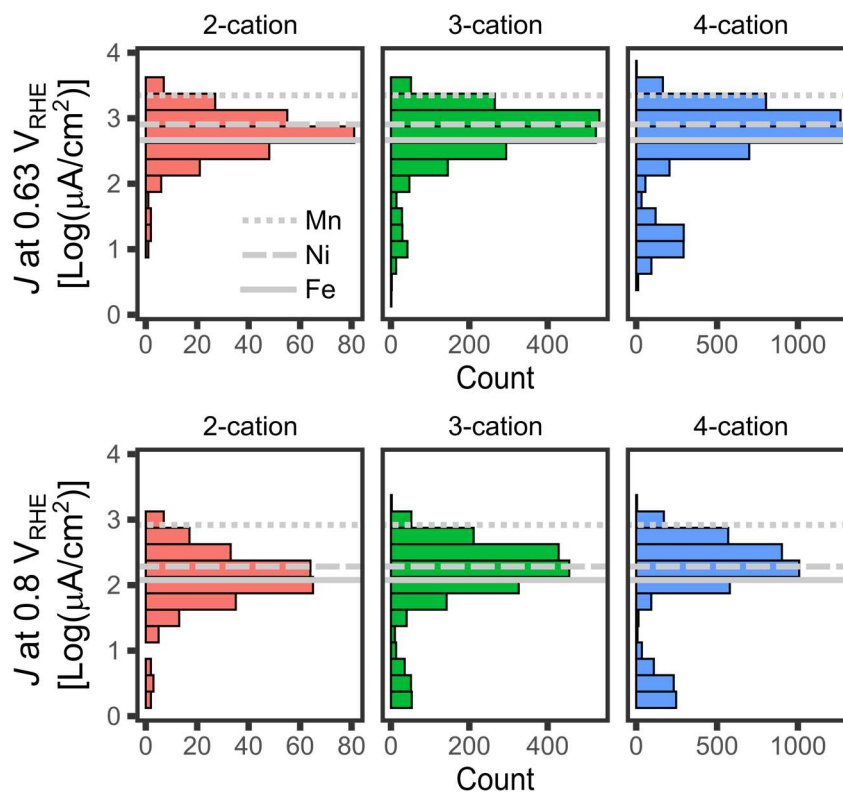 2-cation
3-cation
4-cation
J at 0.63 VRHE
[Log(μA/cm²)]
4
3
2
1
0
Mn
Ni
Fe
0 20 40 60 80
0 200 400
0 500 1000
Count
2-cation
3-cation
4-cation
J at 0.8 VRHE
[Log(μA/cm²)]
4
3
2
1
0
0 20 40 60 80
0 200 400
0 500 1000
Count